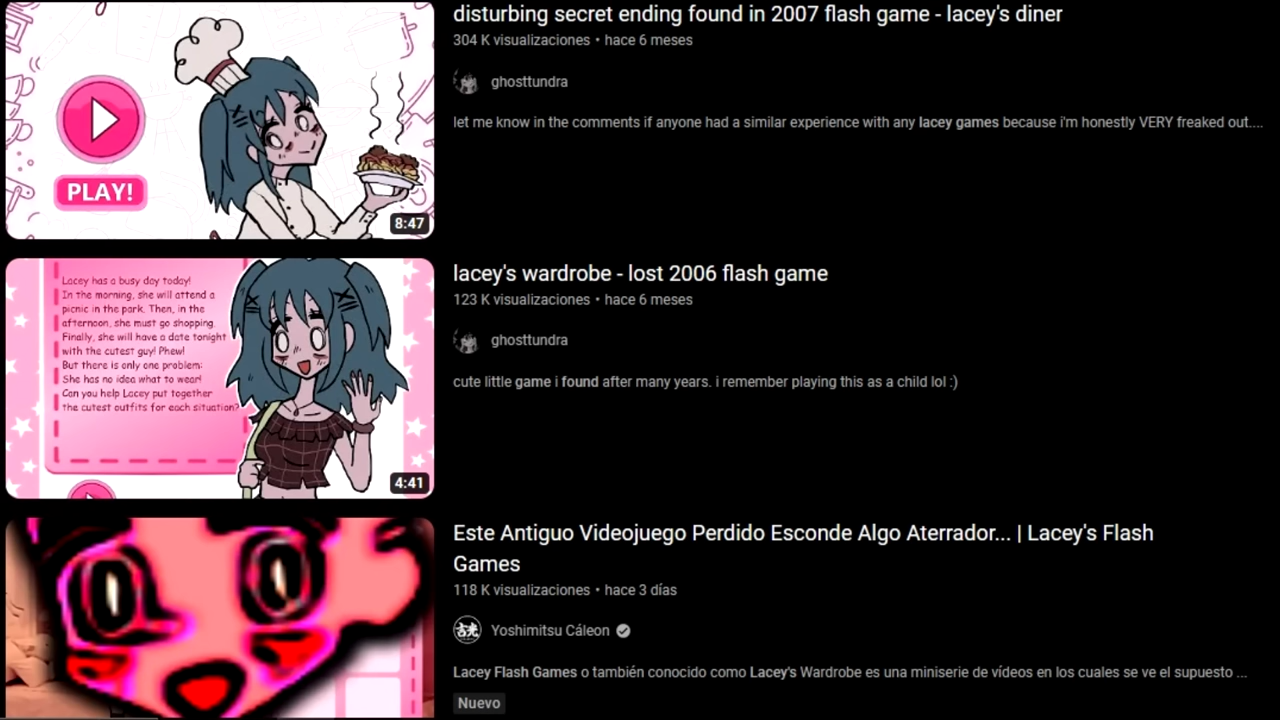 disturbing secret ending found in 2007 flash game - lacey's diner
304 K visualizaciones • hace 6 meses
ghosttundra
let me know in the comments if anyone had a similar experience with any lacey games because i'm honestly VERY freaked out....
PLAY!
8:47
lacey's wardrobe - lost 2006 flash game
123 K visualizaciones • hace 6 meses
ghosttundra
cute little game i found after many years. i remember playing this as a child lol :)
Lacey has a busy day today!
In the morning, she will attend a
picnic in the park. Then, in the
afternoon, she must go shopping.
Finally, she will have a date tonight
with the cutest guy! Phew!
But there is only one problem:
She has no idea what to wear!
Can you help Lacey put together
the cutest outfits for each situation?
4:41
Este Antiguo Videojuego Perdido Esconde Algo Aterrador... | Lacey's Flash
Games
118 K visualizaciones • hace 3 días
古光 Yoshimitsu Cáleon
Lacey Flash Games o también conocido como Lacey's Wardrobe es una miniserie de vídeos en los cuales se ve el supuesto ...
Nuevo